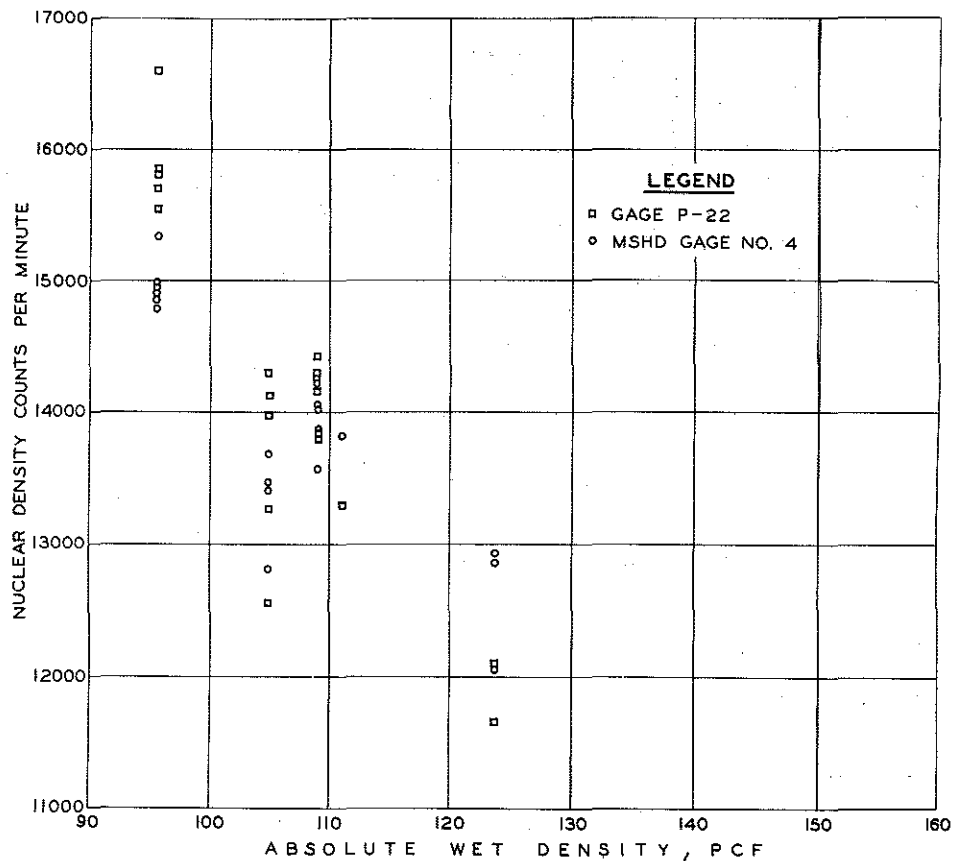 17000
16000
15000
14000
13000
12000
11000
NUCLEAR DENSITY COUNTS PER MINUTE
LEGEND
GAGE P-22
MSHD GAGE NO. 4
90 100 110 120 130 140 150 160
ABSOLUTE WET DENSITY, PCF